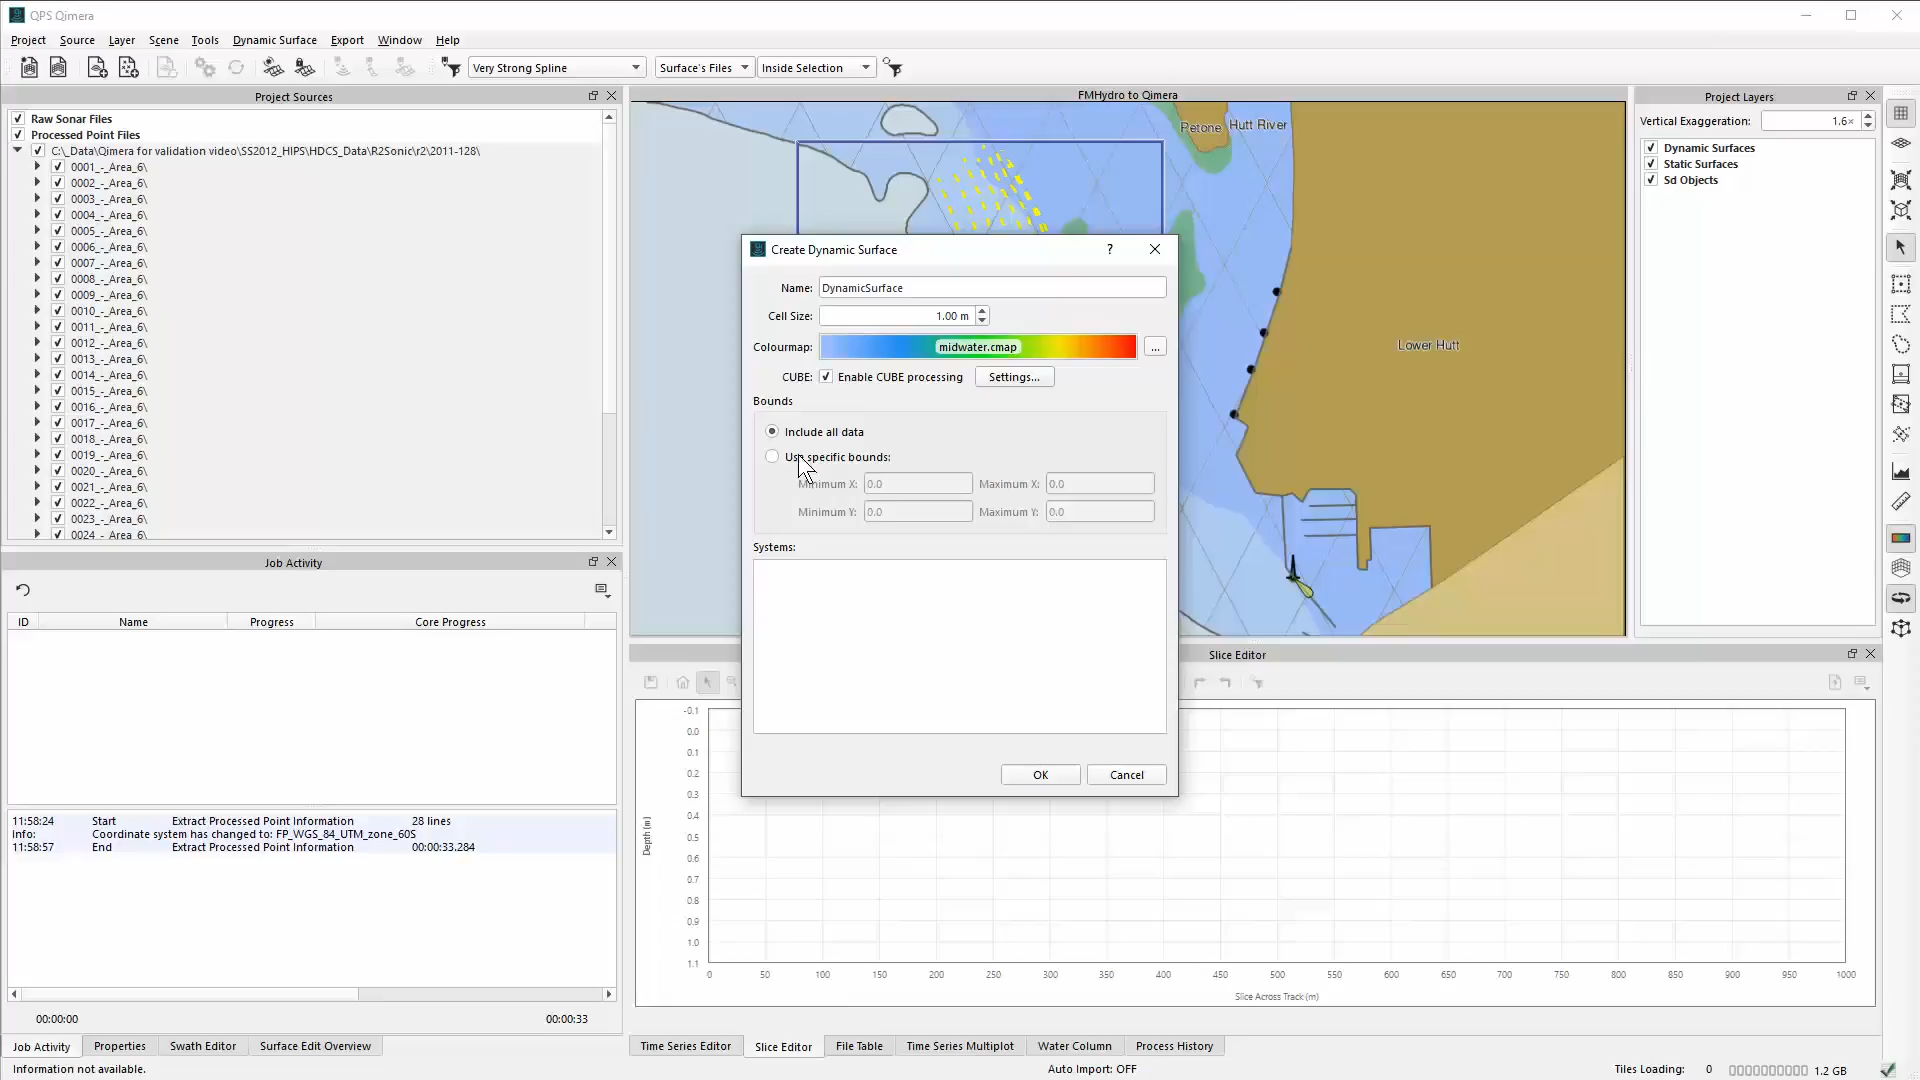 QPS Qimera
Project Source Layer Scene Tools Dynamic Surface Export Window Help
Very Strong Spline Surface's Files Inside Selection
Project Sources
Raw Sonar Files
Processed Point Files
C:\_Data\Qimera for validation video\SS2012_HIPS\HDCS_Data\R2Sonic\r2\2011-128\
0001_-_Area_6\
0002_-_Area_6\
0003_-_Area_6\
0004_-_Area_6\
0005_-_Area_6\
0006_-_Area_6\
0007_-_Area_6\
0008_-_Area_6\
0009_-_Area_6\
0010_-_Area_6\
0011_-_Area_6\
0012_-_Area_6\
0013_-_Area_6\
0014_-_Area_6\
0015_-_Area_6\
0016_-_Area_6\
0017_-_Area_6\
0018_-_Area_6\
0019_-_Area_6\
0020_-_Area_6\
0021_-_Area_6\
0022_-_Area_6\
0023_-_Area_6\
0024_-_Area_6\
FMHydro to Qimera
Petone Hutt River
Lower Hutt
Create Dynamic Surface ?
Name: DynamicSurface
Cell Size: 1.00 m
Colourmap: midwater.cmap ...
CUBE: Enable CUBE processing Settings...
Bounds
Include all data
Use specific bounds:
Minimum X: 0.0 Maximum X: 0.0
Minimum Y: 0.0 Maximum Y: 0.0
Systems:
OK Cancel
Project Layers
Vertical Exaggeration: 1.6×
Dynamic Surfaces
Static Surfaces
Sd Objects
Job Activity
ID Name Progress Core Progress
11:58:24 Start Extract Processed Point Information 28 lines
Info: Coordinate system has changed to: FP_WGS_84_UTM_zone_60S
11:58:57 End Extract Processed Point Information 00:00:33.284
00:00:00 00:00:33
Job Activity Properties Swath Editor Surface Edit Overview
Slice Editor
-0.1
0.0
0.1
0.2
0.3
0.4
0.5
0.6
0.7
0.8
0.9
1.0
1.1
Depth (m)
0 50 100 150 200 250 300 350 400 450 500 550 600 650 700 750 800 850 900 950 1000
Slice Across Track (m)
Time Series Editor Slice Editor File Table Time Series Multiplot Water Column Process History
Information not available. Auto Import: OFF Tiles Loading: 0 1.2 GB